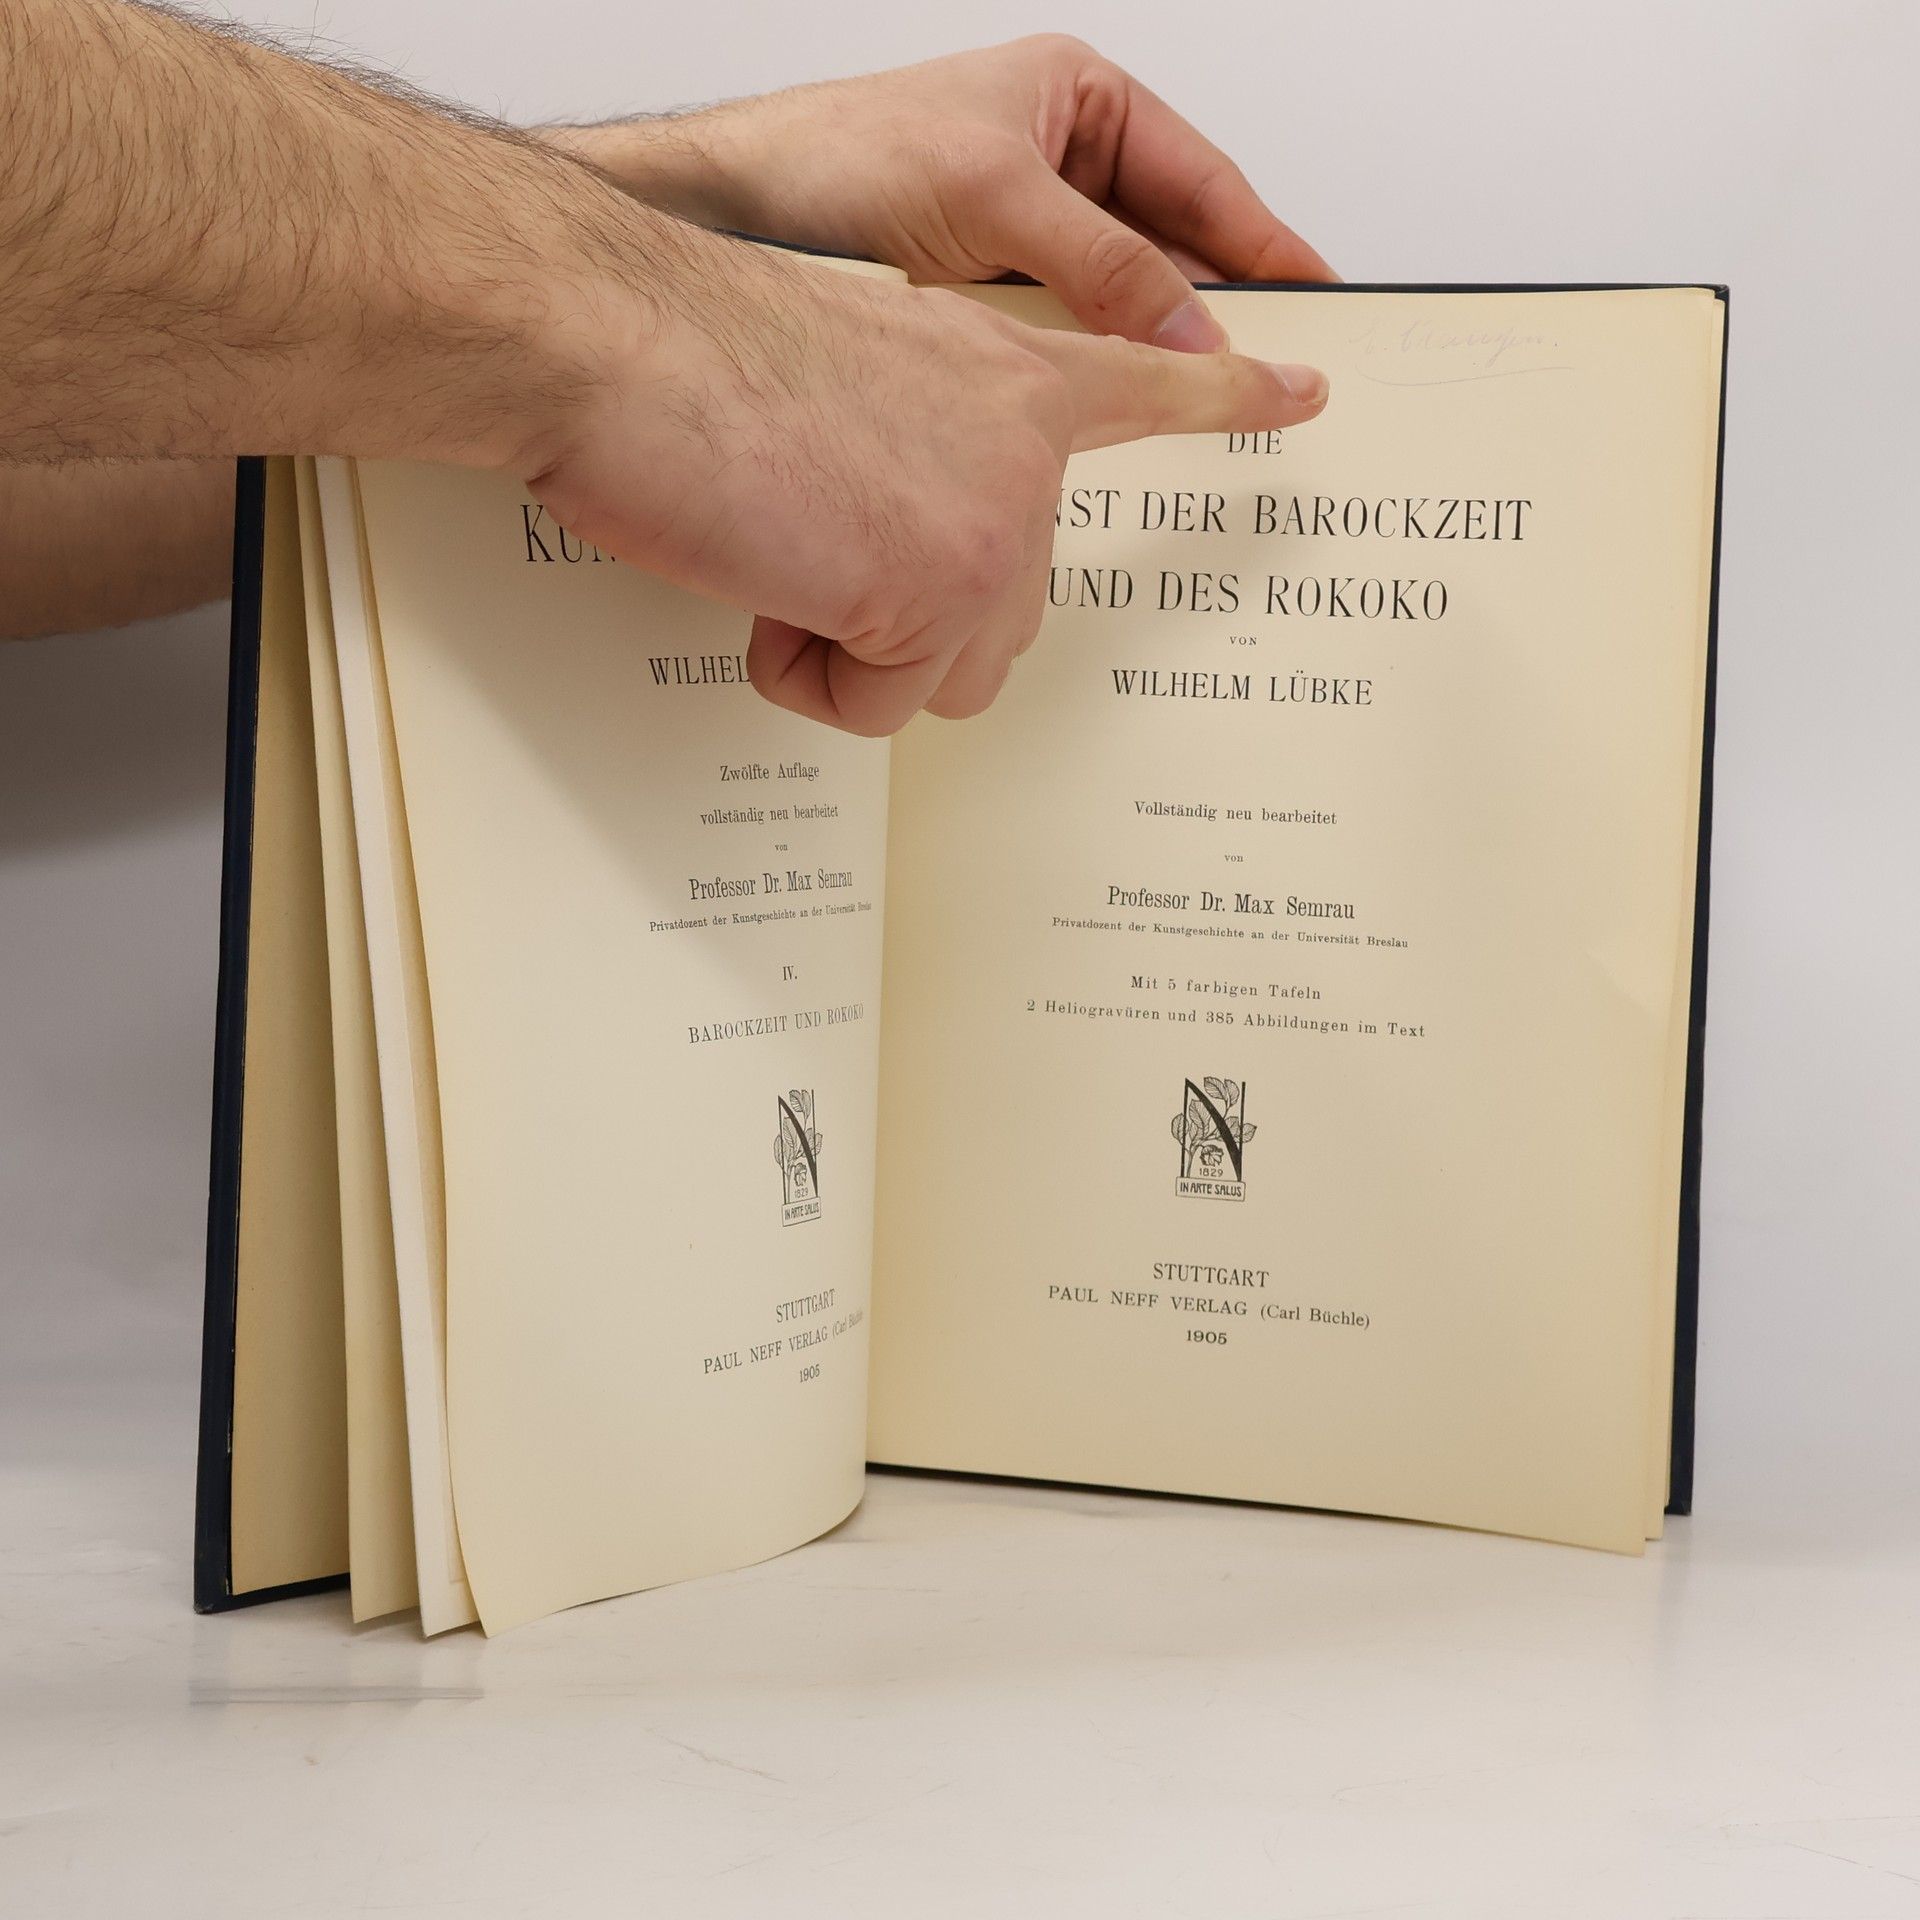 KUN
WILHEL
Zwölfte Auflage
vollständig neu bearbeitet
von
Professor Dr. Max Semrau
Privatdozent der Kunstgeschichte an der Universität Breslau
IV.
BAROCKZEIT UND ROKOKO
1829
IN ARTE SALUS
STUTTGART
PAUL NEFF VERLAG (Carl Büchle)
1905
DIE
NST DER BAROCKZEIT
UND DES ROKOKO
VON
WILHELM LÜBKE
Vollständig neu bearbeitet
von
Professor Dr. Max Semrau
Privatdozent der Kunstgeschichte an der Universität Breslau
Mit 5 farbigen Tafeln
2 Heliogravüren und 385 Abbildungen im Text
1829
IN ARTE SALUS
STUTTGART
PAUL NEFF VERLAG (Carl Büchle)
1905